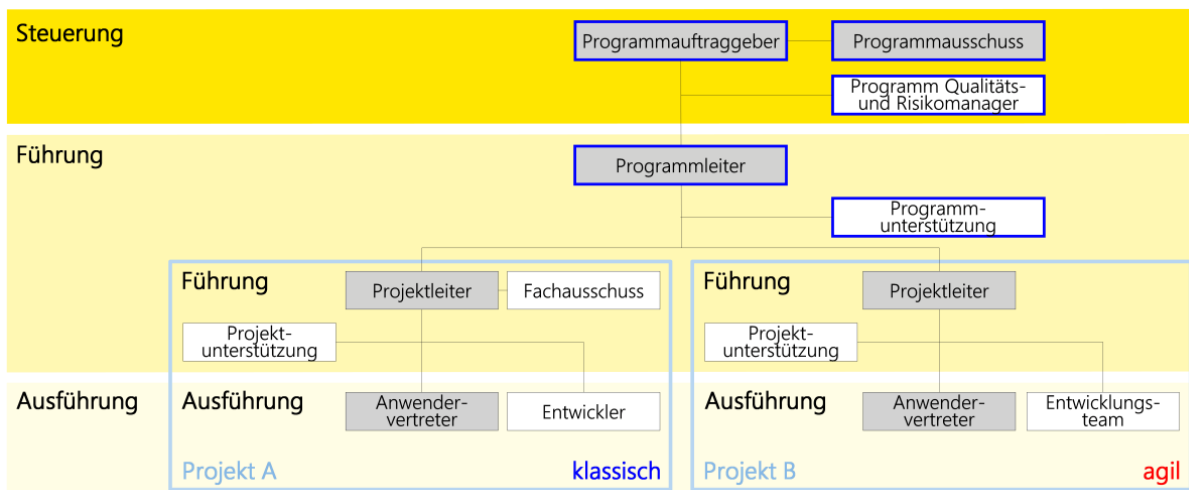 Steuerung
Programmauftraggeber
Programmausschuss
Programm Qualitäts-
und Risikomanager
Führung
Programmleiter
Programm-
unterstützung
Führung
Projektleiter
Fachausschuss
Projekt-
unterstützung
Führung
Projektleiter
Projekt-
unterstützung
Ausführung
Ausführung
Anwender-
vertreter
Entwickler
Projekt A
klassisch
Ausführung
Anwender-
vertreter
Entwicklungs-
team
Projekt B
agil